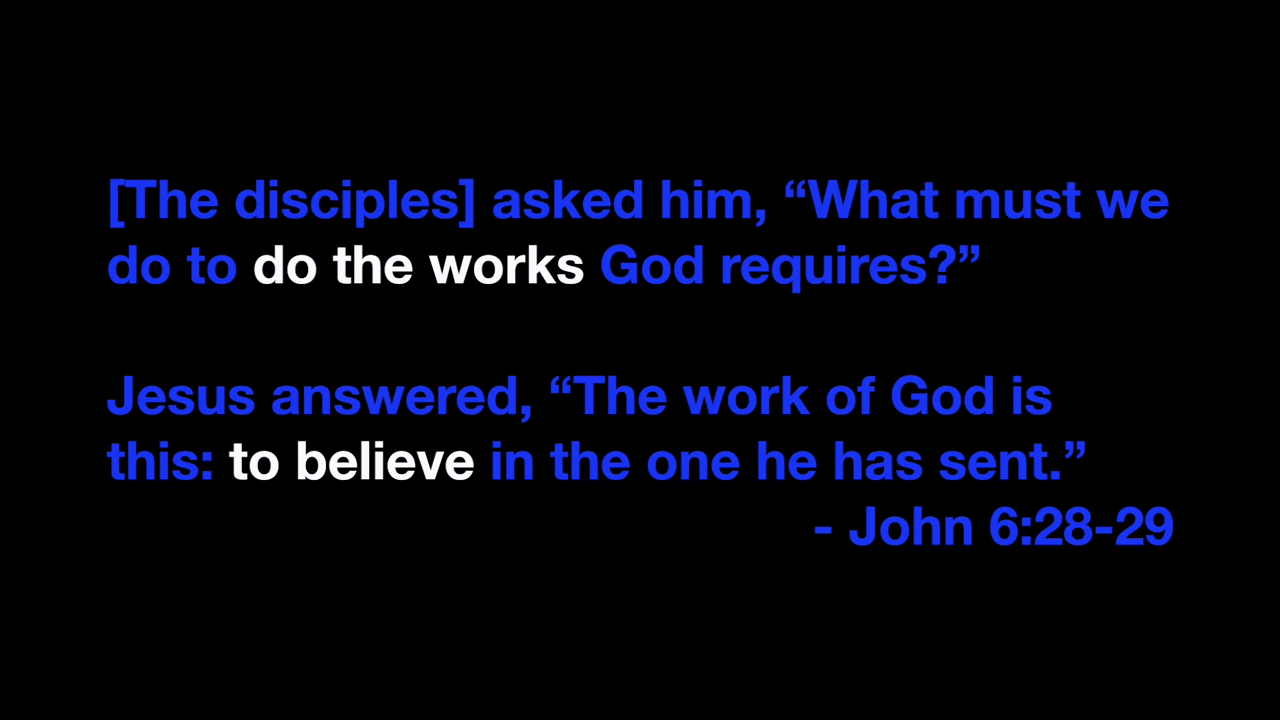 [The disciples] asked him, “What must we
do to do the works God requires?”
Jesus answered, “The work of God is
this: to believe in the one he has sent.”
- John 6:28-29